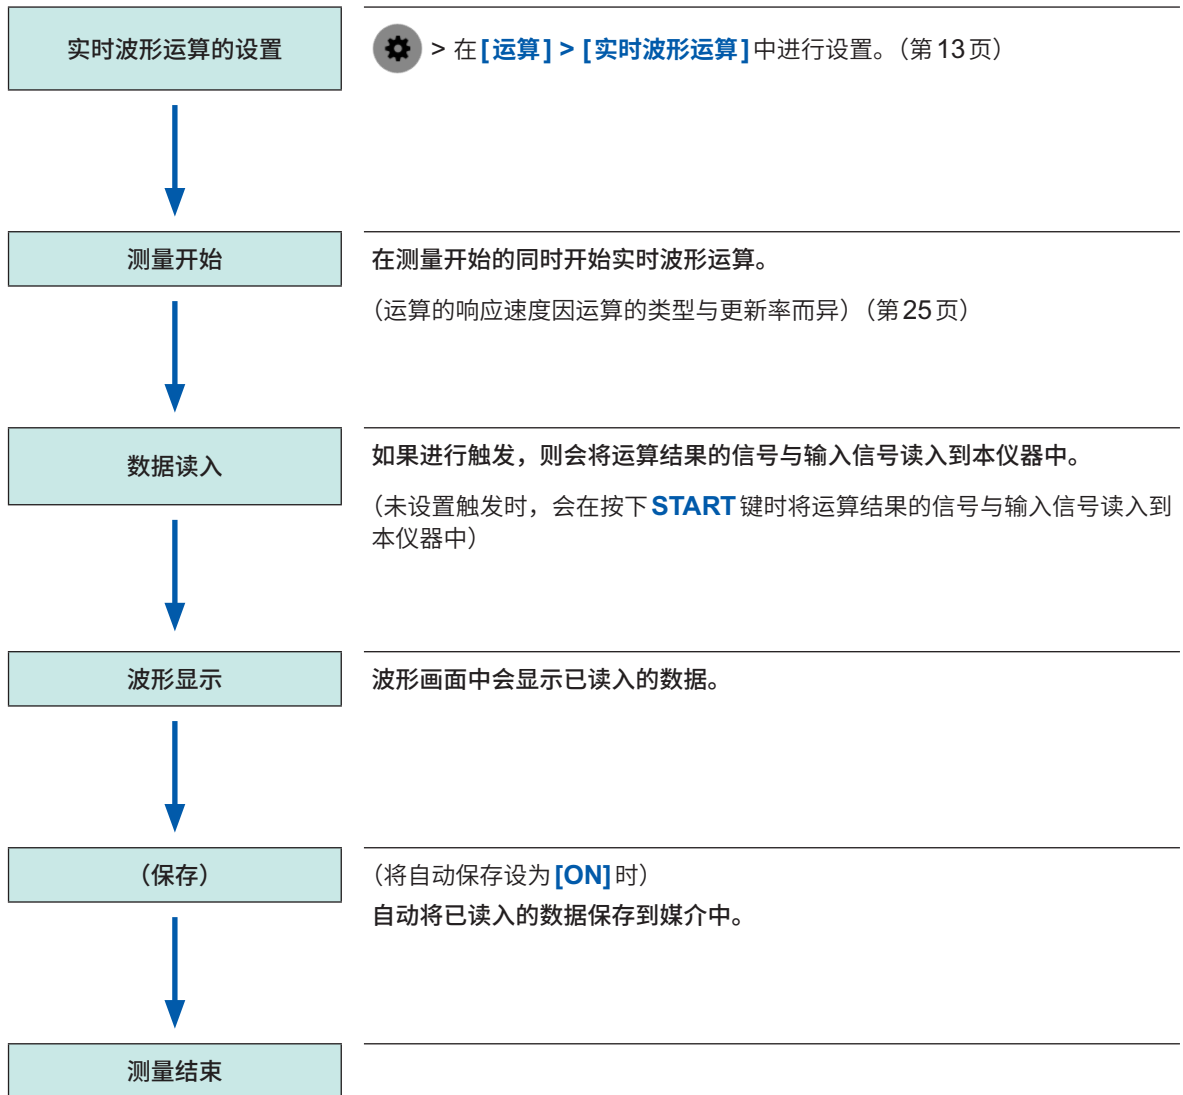 实时波形运算的设置
> 在[运算] > [实时波形运算]中进行设置。（第13页）
测量开始
在测量开始的同时开始实时波形运算。
（运算的响应速度因运算的类型与更新率而异）（第25页）
数据读入
如果进行触发，则会将运算结果的信号与输入信号读入到本仪器中。
（未设置触发时，会在按下START键时将运算结果的信号与输入信号读入到
本仪器中）
波形显示
波形画面中会显示已读入的数据。
（保存）
（将自动保存设为[ON]时）
自动将已读入的数据保存到媒介中。
测量结束